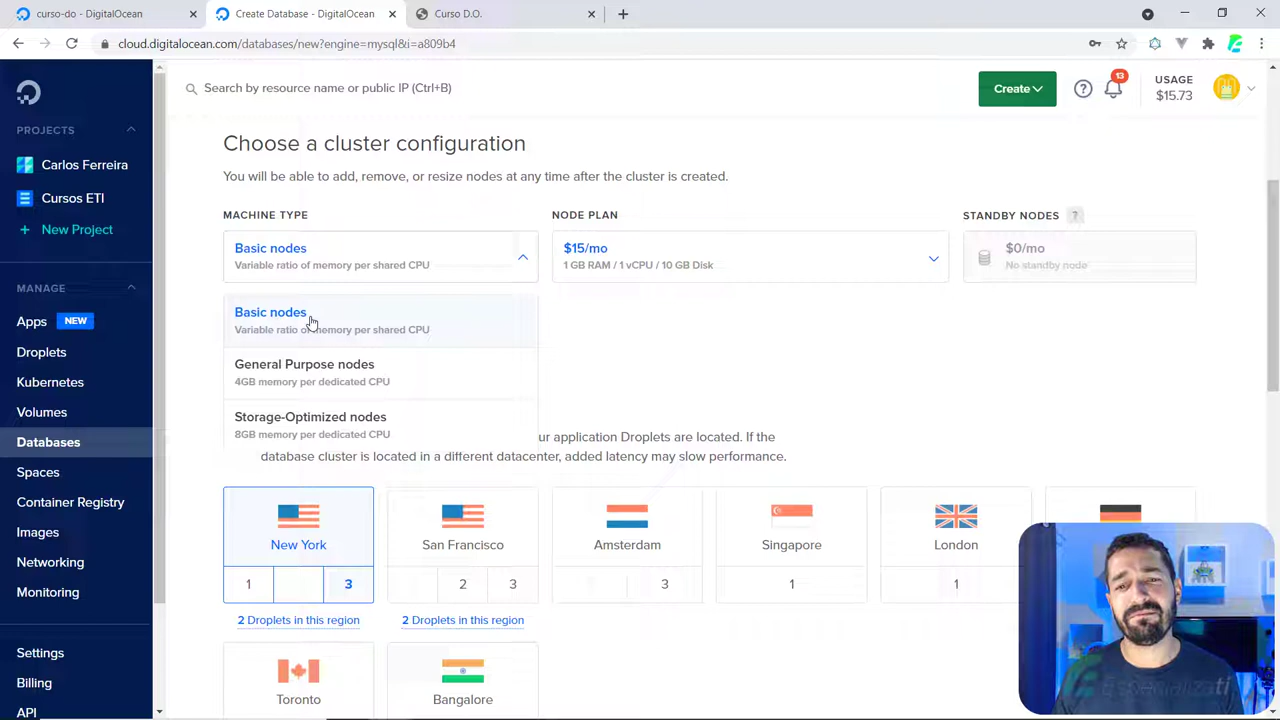 curso-do - DigitalOcean
Create Database - DigitalOcean
Curso D.O.
cloud.digitalocean.com/databases/new?engine=mysql&i=a809b4
Search by resource name or public IP (Ctrl+B)
Create
13
USAGE
$15.73
PROJECTS
Carlos Ferreira
Cursos ETI
+ New Project
MANAGE
Apps NEW
Droplets
Kubernetes
Volumes
Databases
Spaces
Container Registry
Images
Networking
Monitoring
Settings
Billing
API
Choose a cluster configuration
You will be able to add, remove, or resize nodes at any time after the cluster is created.
MACHINE TYPE
NODE PLAN
STANDBY NODES ?
Basic nodes
Variable ratio of memory per shared CPU
$15/mo
1 GB RAM / 1 vCPU / 10 GB Disk
$0/mo
No standby node
Basic nodes
Variable ratio of memory per shared CPU
General Purpose nodes
4GB memory per dedicated CPU
Storage-Optimized nodes
8GB memory per dedicated CPU
ur application Droplets are located. If the
database cluster is located in a different datacenter, added latency may slow performance.
New York
San Francisco
Amsterdam
Singapore
London
1 3
2 3
3
1
1
2 Droplets in this region
2 Droplets in this region
Toronto
Bangalore